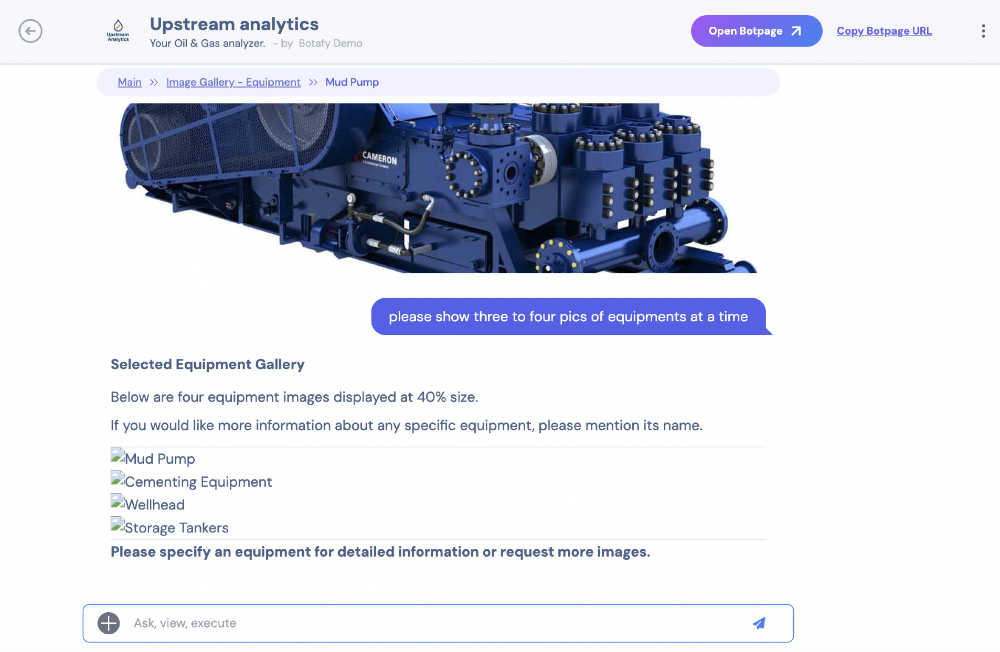 Upstream
Analytics
Upstream analytics
Your Oil & Gas analyzer. - by Botafy Demo
Open Botpage
Copy Botpage URL
Main >> Image Gallery - Equipment >> Mud Pump
CAMERON
A Schlumberger Company
please show three to four pics of equipments at a time
Selected Equipment Gallery
Below are four equipment images displayed at 40% size.
If you would like more information about any specific equipment, please mention its name.
Mud Pump
Cementing Equipment
Wellhead
Storage Tankers
Please specify an equipment for detailed information or request more images.
Ask, view, execute